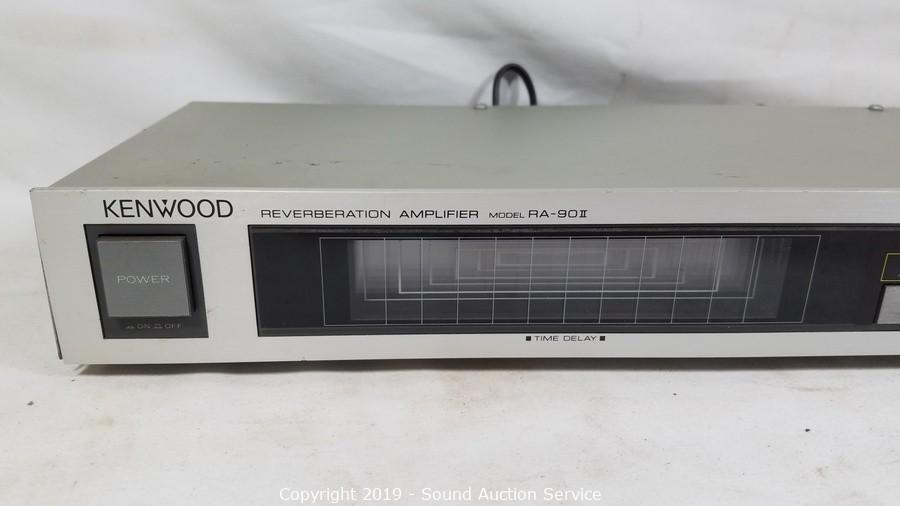 KENWOOD REVERBERATION AMPLIFIER MODEL RA-90II
POWER
ON OFF
■ TIME DELAY ■
Copyright 2019 - Sound Auction Service